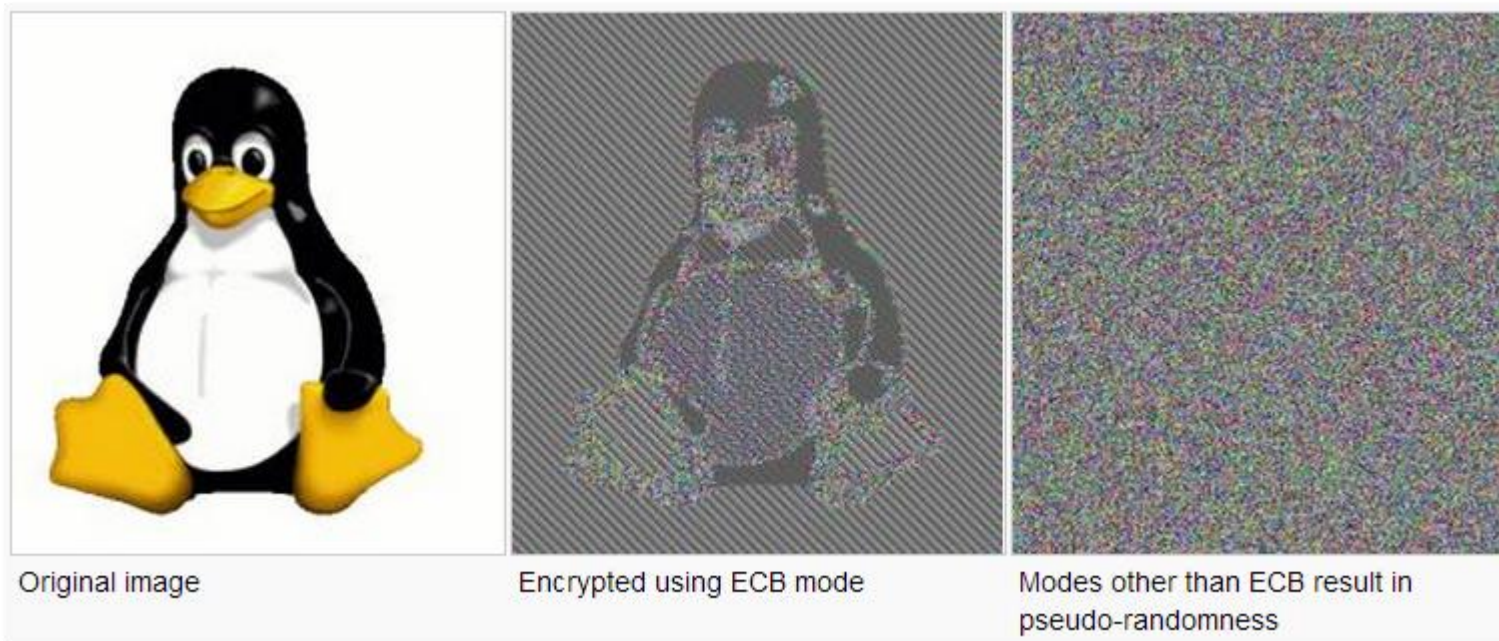 Original image
Encrypted using ECB mode
Modes other than ECB result in
pseudo-randomness